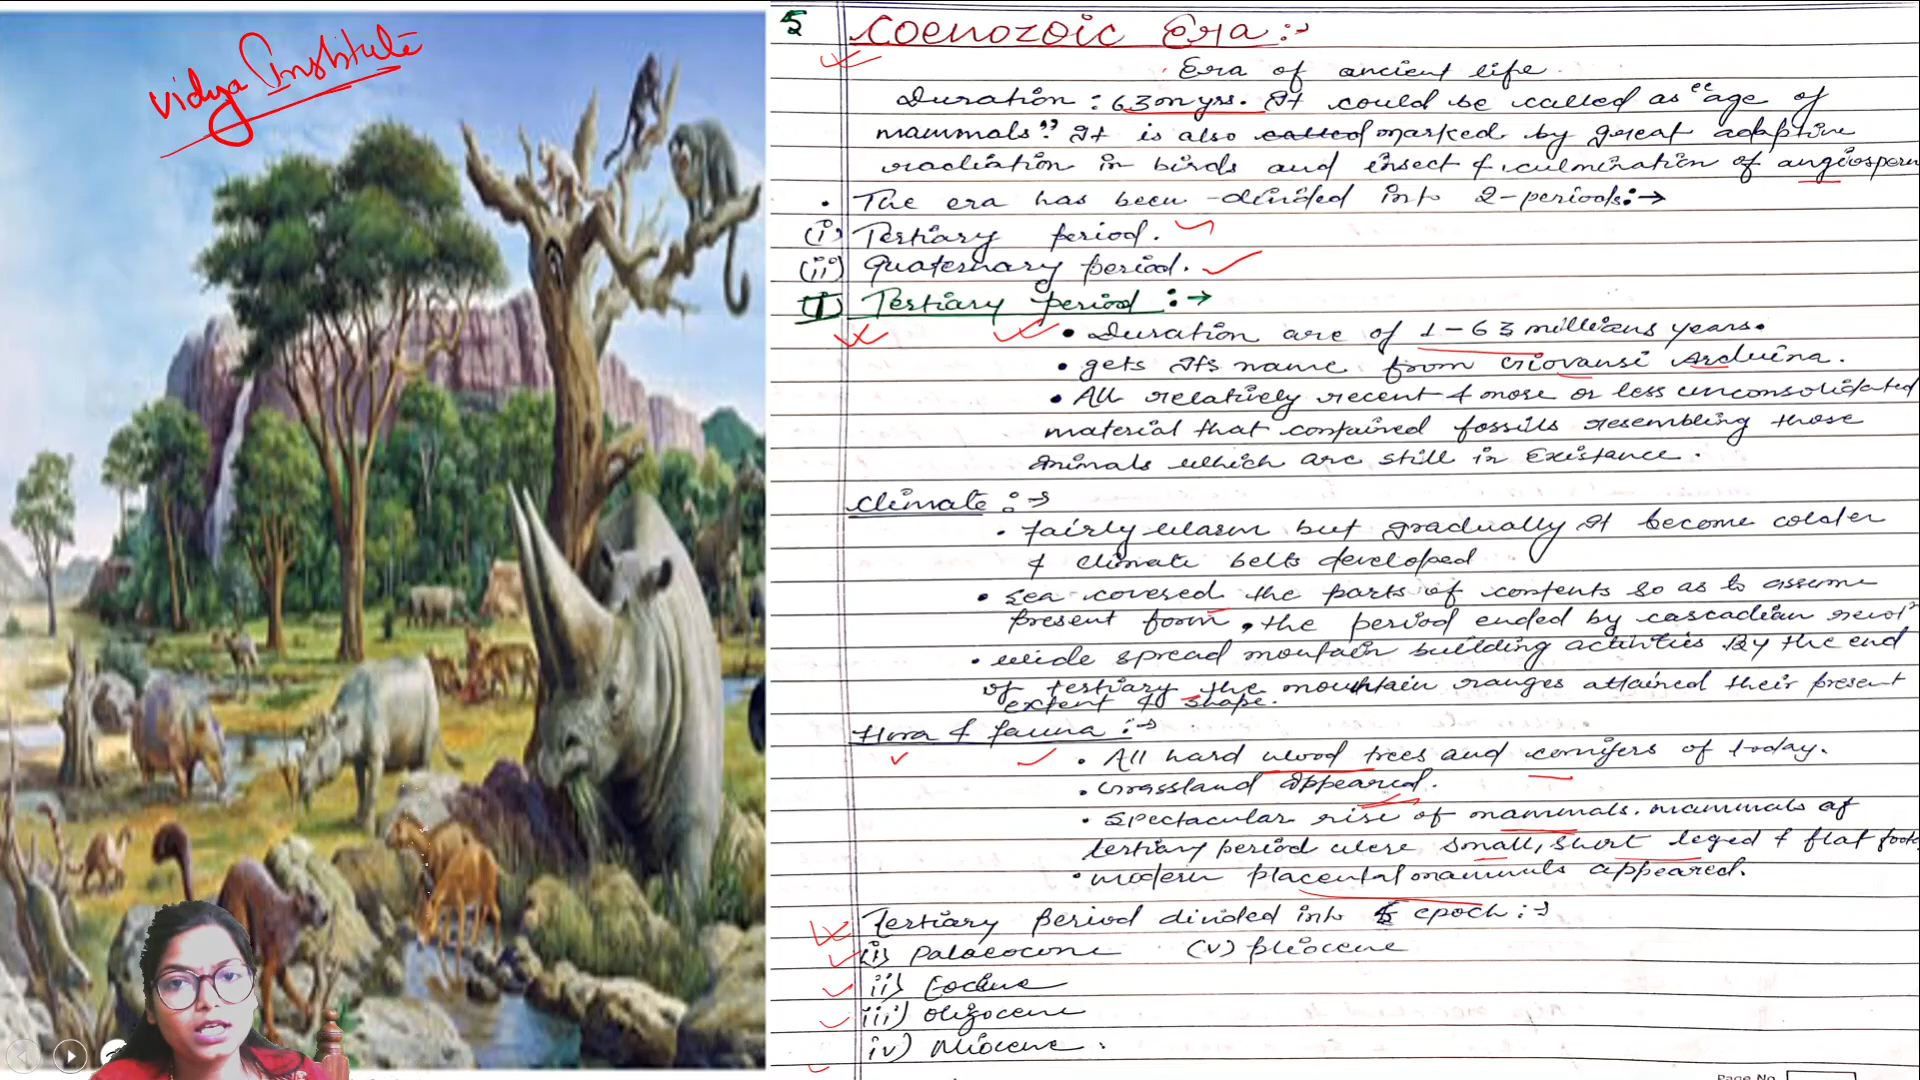 vidya Institute
5 Coenozoic Era :→
Era of ancient life.
Duration : 63 m yrs. It could be called as "age of
mammals". It is also called marked by great adaptive
radiation in birds and insect & culmination of angiosperm
• The era has been divided into 2-periods:→
(i) Tertiary period.
(ii) Quaternary period.
(I) Tertiary period :→
• Duration are of 1-63 millions years.
• gets its name from Giovansi Arduina.
• All relatively recent & more or less unconsolidated
material that contained fossils resembling those
animals which are still in Existance.
Climate :→
• fairly warm but gradually it become colder
& climate belts developed
• Sea covered the parts of contents so as to assume
present form, the period ended by cascadian revolⁿ
• wide spread mountain building activities. By the end
of tertiary the mountain ranges attained their present
extent & shape.
Flora & fauna :→
• All hard wood trees and conifers of today.
• Grassland appeared.
• Spectacular rise of mammals. mammals of
tertiary period were small, short leged & flat foote
• modern placental mammals appeared.
Tertiary period divided into 5 epoch :→
(i) Palaeocene (v) pliocene
ii) Eocene
iii) Oligocene
iv) Miocene.
Page No.